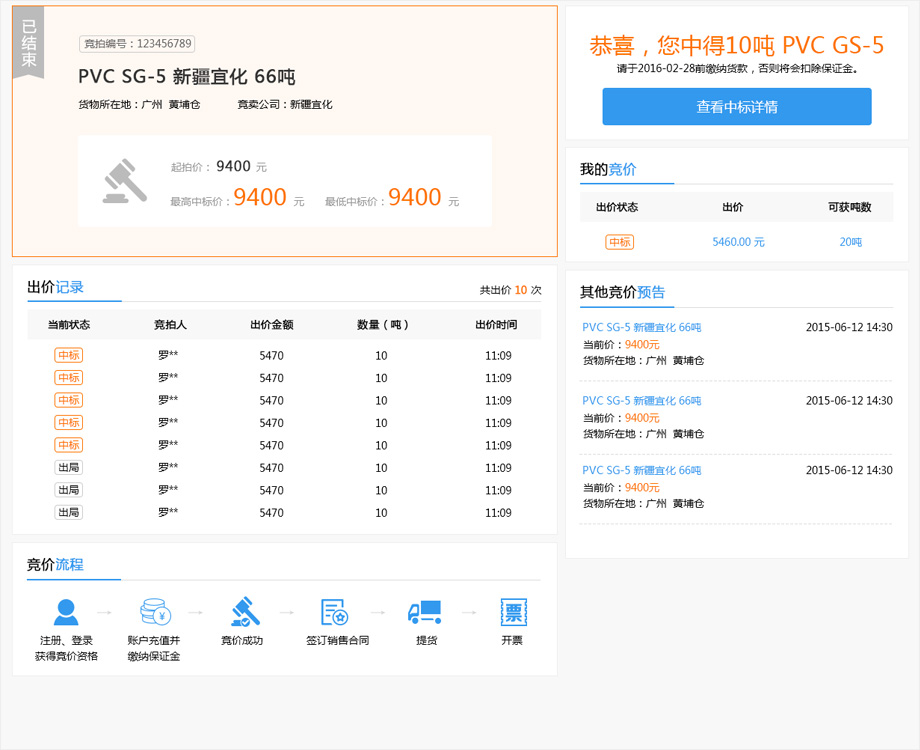 已结束
竞拍编号：123456789
PVC SG-5 新疆宜化 66吨
货物所在地：广州 黄埔仓 竞卖公司：新疆宜化
起拍价： 9400 元
最高中标价：9400 元 最低中标价：9400 元
出价记录 共出价 10 次
当前状态 竞拍人 出价金额 数量（吨） 出价时间
中标 罗** 5470 10 11:09
中标 罗** 5470 10 11:09
中标 罗** 5470 10 11:09
中标 罗** 5470 10 11:09
中标 罗** 5470 10 11:09
出局 罗** 5470 10 11:09
出局 罗** 5470 10 11:09
出局 罗** 5470 10 11:09
竞价流程
票
注册、登录
获得竞价资格
账户充值并
缴纳保证金
竞价成功
签订销售合同
提货
开票
恭喜，您中得10吨 PVC GS-5
请于2016-02-28前缴纳货款，否则将会扣除保证金。
查看中标详情
我的竞价
出价状态 出价 可获吨数
中标 5460.00 元 20吨
其他竞价预告
PVC SG-5 新疆宜化 66吨 2015-06-12 14:30
当前价：9400元
货物所在地：广州 黄埔仓
PVC SG-5 新疆宜化 66吨 2015-06-12 14:30
当前价：9400元
货物所在地：广州 黄埔仓
PVC SG-5 新疆宜化 66吨 2015-06-12 14:30
当前价：9400元
货物所在地：广州 黄埔仓